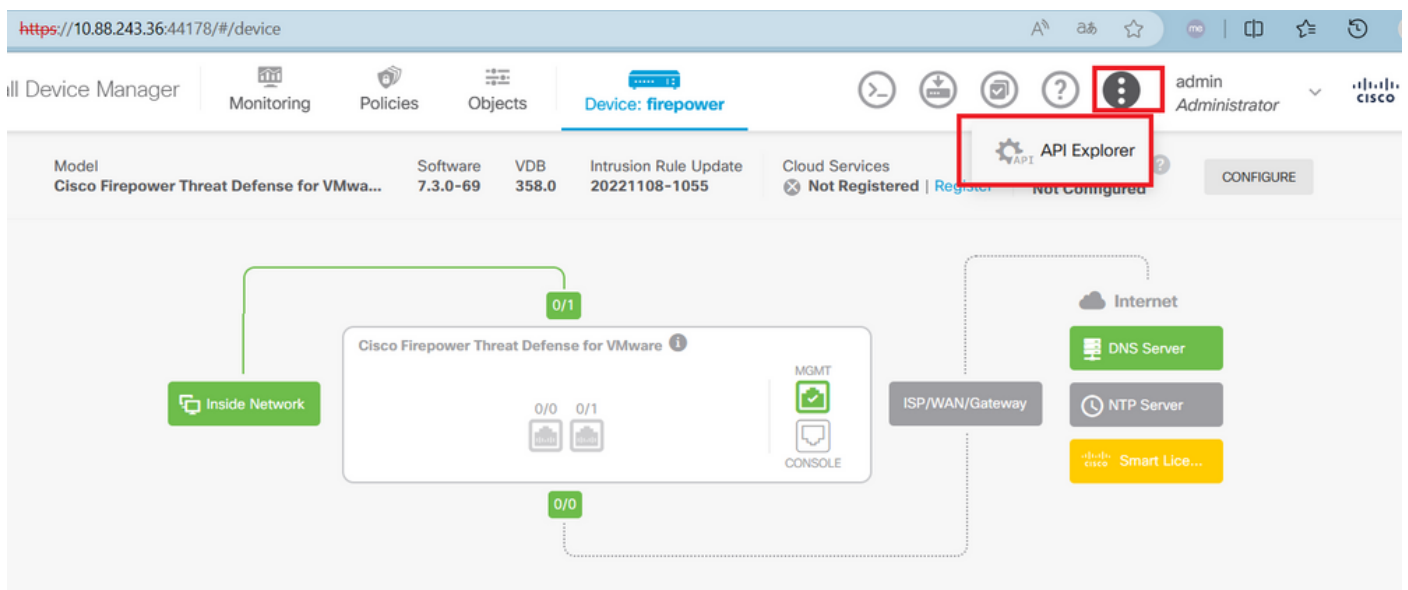 https://10.88.243.36:44178/#/device
ll Device Manager
Monitoring
Policies
Objects
Device: firepower
admin
Administrator
CISCO
API
API Explorer
Model
Cisco Firepower Threat Defense for VMwa...
Software
7.3.0-69
VDB
358.0
Intrusion Rule Update
20221108-1055
Cloud Services
Not Registered | Register
Not Configured
CONFIGURE
0/1
Internet
Cisco Firepower Threat Defense for VMware
DNS Server
MGMT
Inside Network
0/0 0/1
ISP/WAN/Gateway
NTP Server
CONSOLE
CISCO
Smart Lice...
0/0